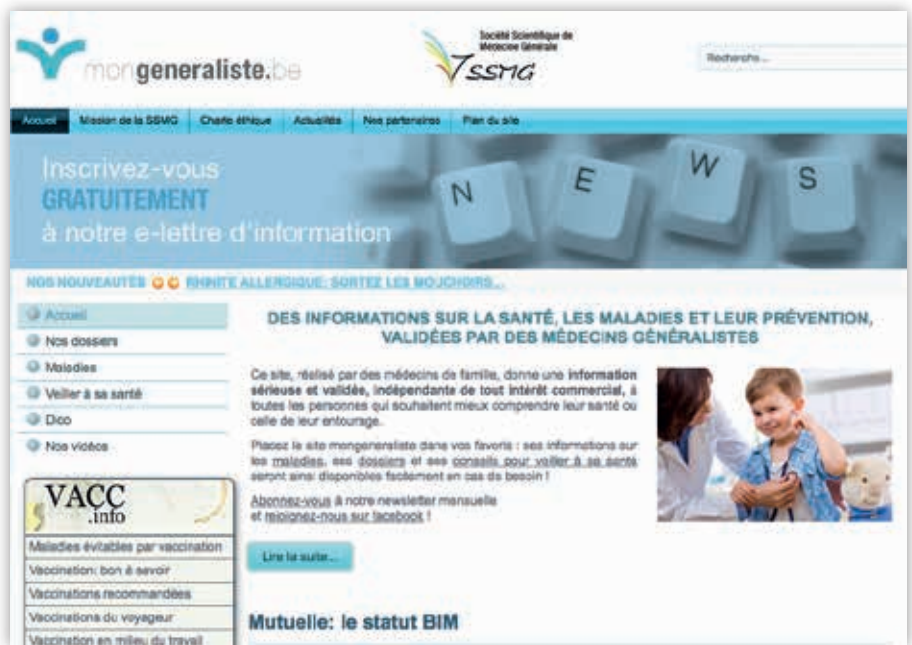 mongeneraliste.be
Société Scientifique de
Médecine Générale
SSMG
Recherche...
Accueil Mission de la SSMG Charte éthique Actualités Nos partenaires Plan du site
Inscrivez-vous
GRATUITEMENT
à notre e-lettre d'information
N E W S
NOS NOUVEAUTÉS RHINITE ALLERGIQUE: SORTEZ LES MOUCHOIRS...
Accueil
Nos dossiers
Maladies
Veiller à sa santé
Dico
Nos vidéos
VACC
.info
Maladies évitables par vaccination
Vaccination: bon à savoir
Vaccinations recommandées
Vaccinations du voyageur
Vaccination en milieu du travail
DES INFORMATIONS SUR LA SANTÉ, LES MALADIES ET LEUR PRÉVENTION,
VALIDÉES PAR DES MÉDECINS GÉNÉRALISTES
Ce site, réalisé par des médecins de famille, donne une information
sérieuse et validée, indépendante de tout intérêt commercial, à
toutes les personnes qui souhaitent mieux comprendre leur santé ou
celle de leur entourage.
Placez le site mongeneraliste dans vos favoris : ses informations sur
les maladies, ses dossiers et ses conseils pour veiller à sa santé
seront ainsi disponibles facilement en cas de besoin !
Abonnez-vous à notre newsletter mensuelle
et rejoignez-nous sur facebook !
Lire la suite...
Mutuelle: le statut BIM